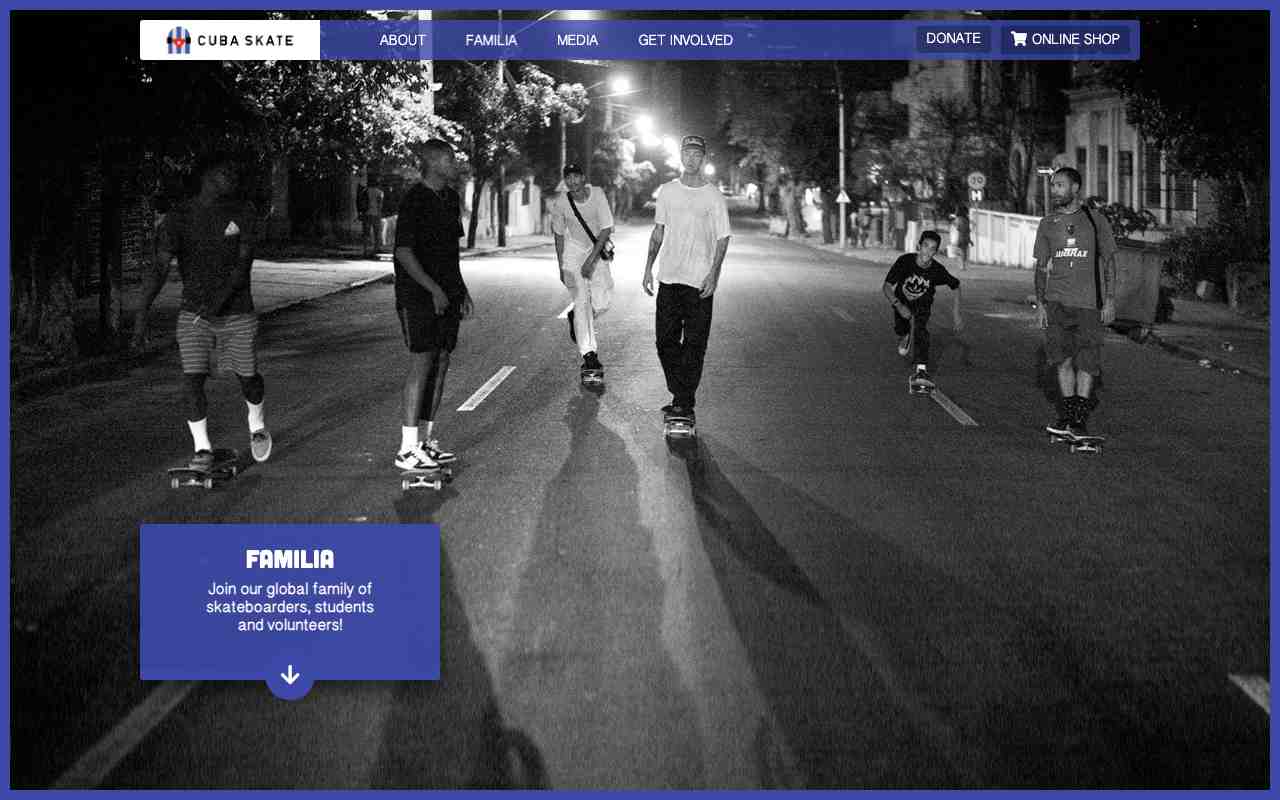 CUBA SKATE
ABOUT
FAMILIA
MEDIA
GET INVOLVED
DONATE
ONLINE SHOP
FAMILIA
Join our global family of
skateboarders, students
and volunteers!